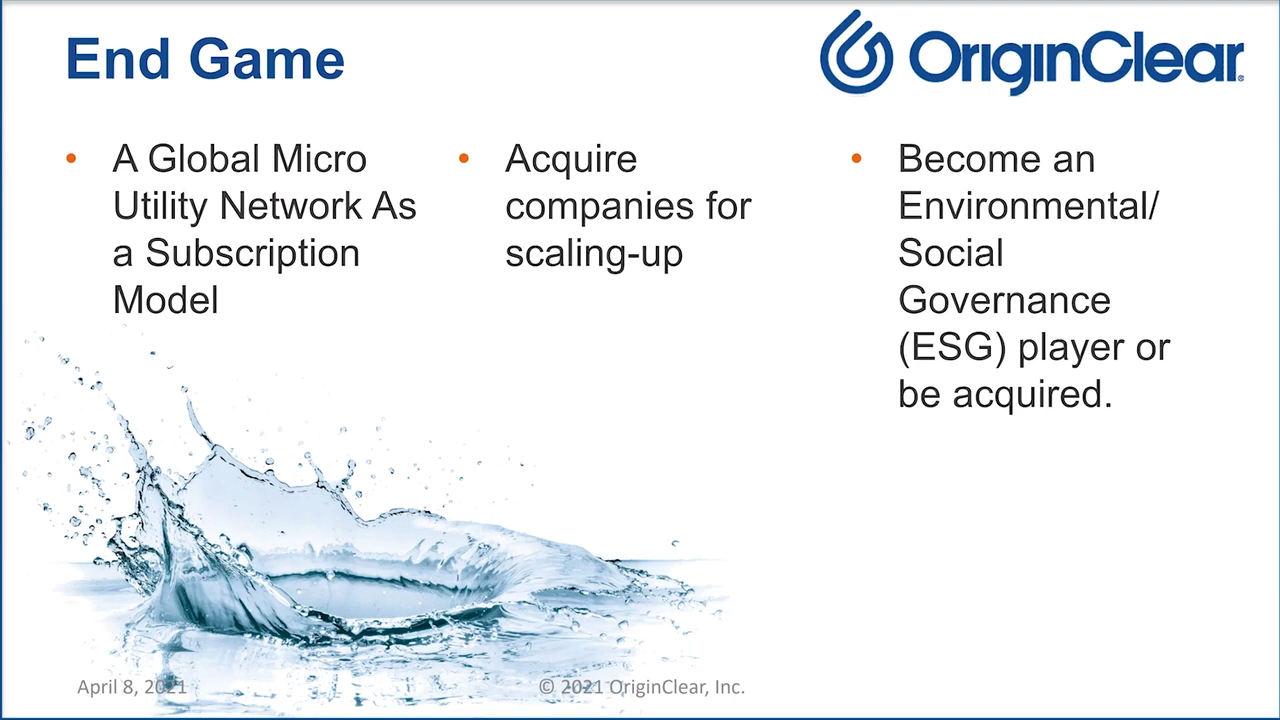 End Game
OriginClear®
• A Global Micro
Utility Network As
a Subscription
Model
• Acquire
companies for
scaling-up
• Become an
Environmental/
Social
Governance
(ESG) player or
be acquired.
April 8, 2021
© 2021 OriginClear, Inc.